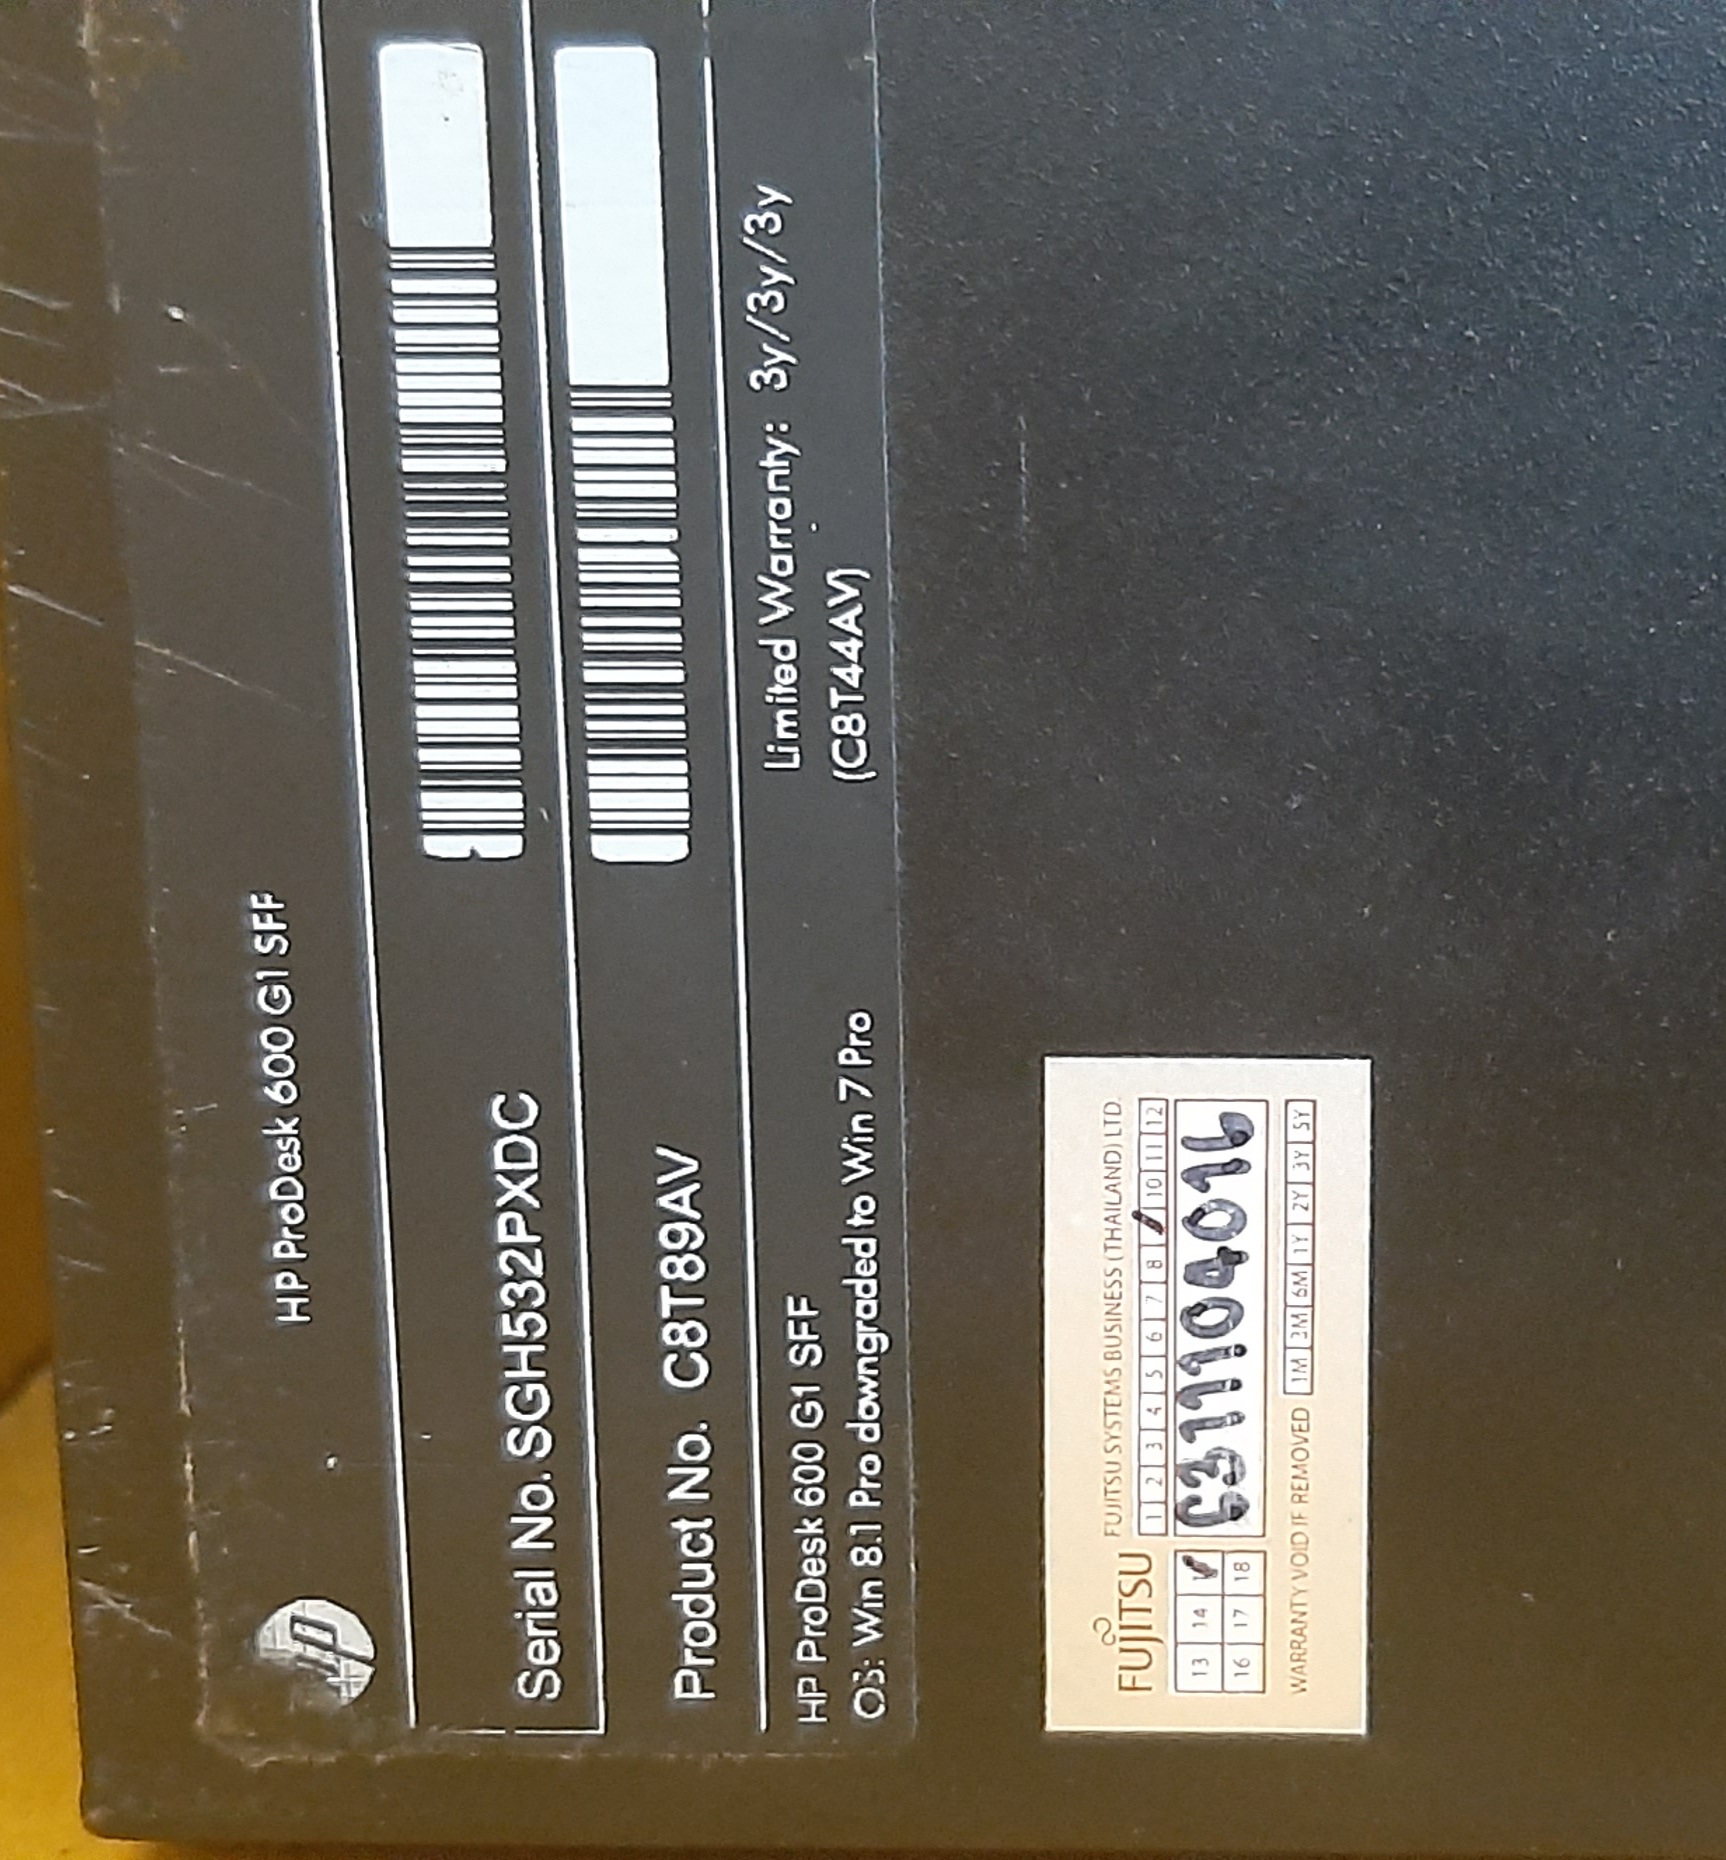 hp
HP ProDesk 600 G1 SFF
Serial No. SGH532PXDC
Product No. C8T89AV
HP ProDesk 600 G1 SFF Limited Warranty: 3y/3y/3y
OS: Win 8.1 Pro downgraded to Win 7 Pro (C8T44AV)
FUJITSU FUJITSU SYSTEMS BUSINESS (THAILAND) LTD.
1 2 3 4 5 6 7 8 10 11 12
13 14
C311104016
16 17 18
WARRANTY VOID IF REMOVED 1M 3M 6M 1Y 2Y 3Y 5Y